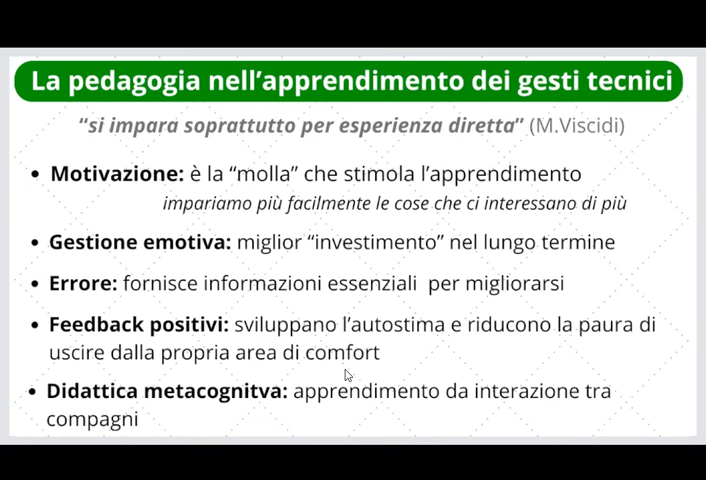 La pedagogia nell’apprendimento dei gesti tecnici
“si impara soprattutto per esperienza diretta” (M.Viscidi)
• Motivazione: è la “molla” che stimola l’apprendimento
impariamo più facilmente le cose che ci interessano di più
• Gestione emotiva: miglior “investimento” nel lungo termine
• Errore: fornisce informazioni essenziali per migliorarsi
• Feedback positivi: sviluppano l’autostima e riducono la paura di
uscire dalla propria area di comfort
• Didattica metacognitva: apprendimento da interazione tra
compagni